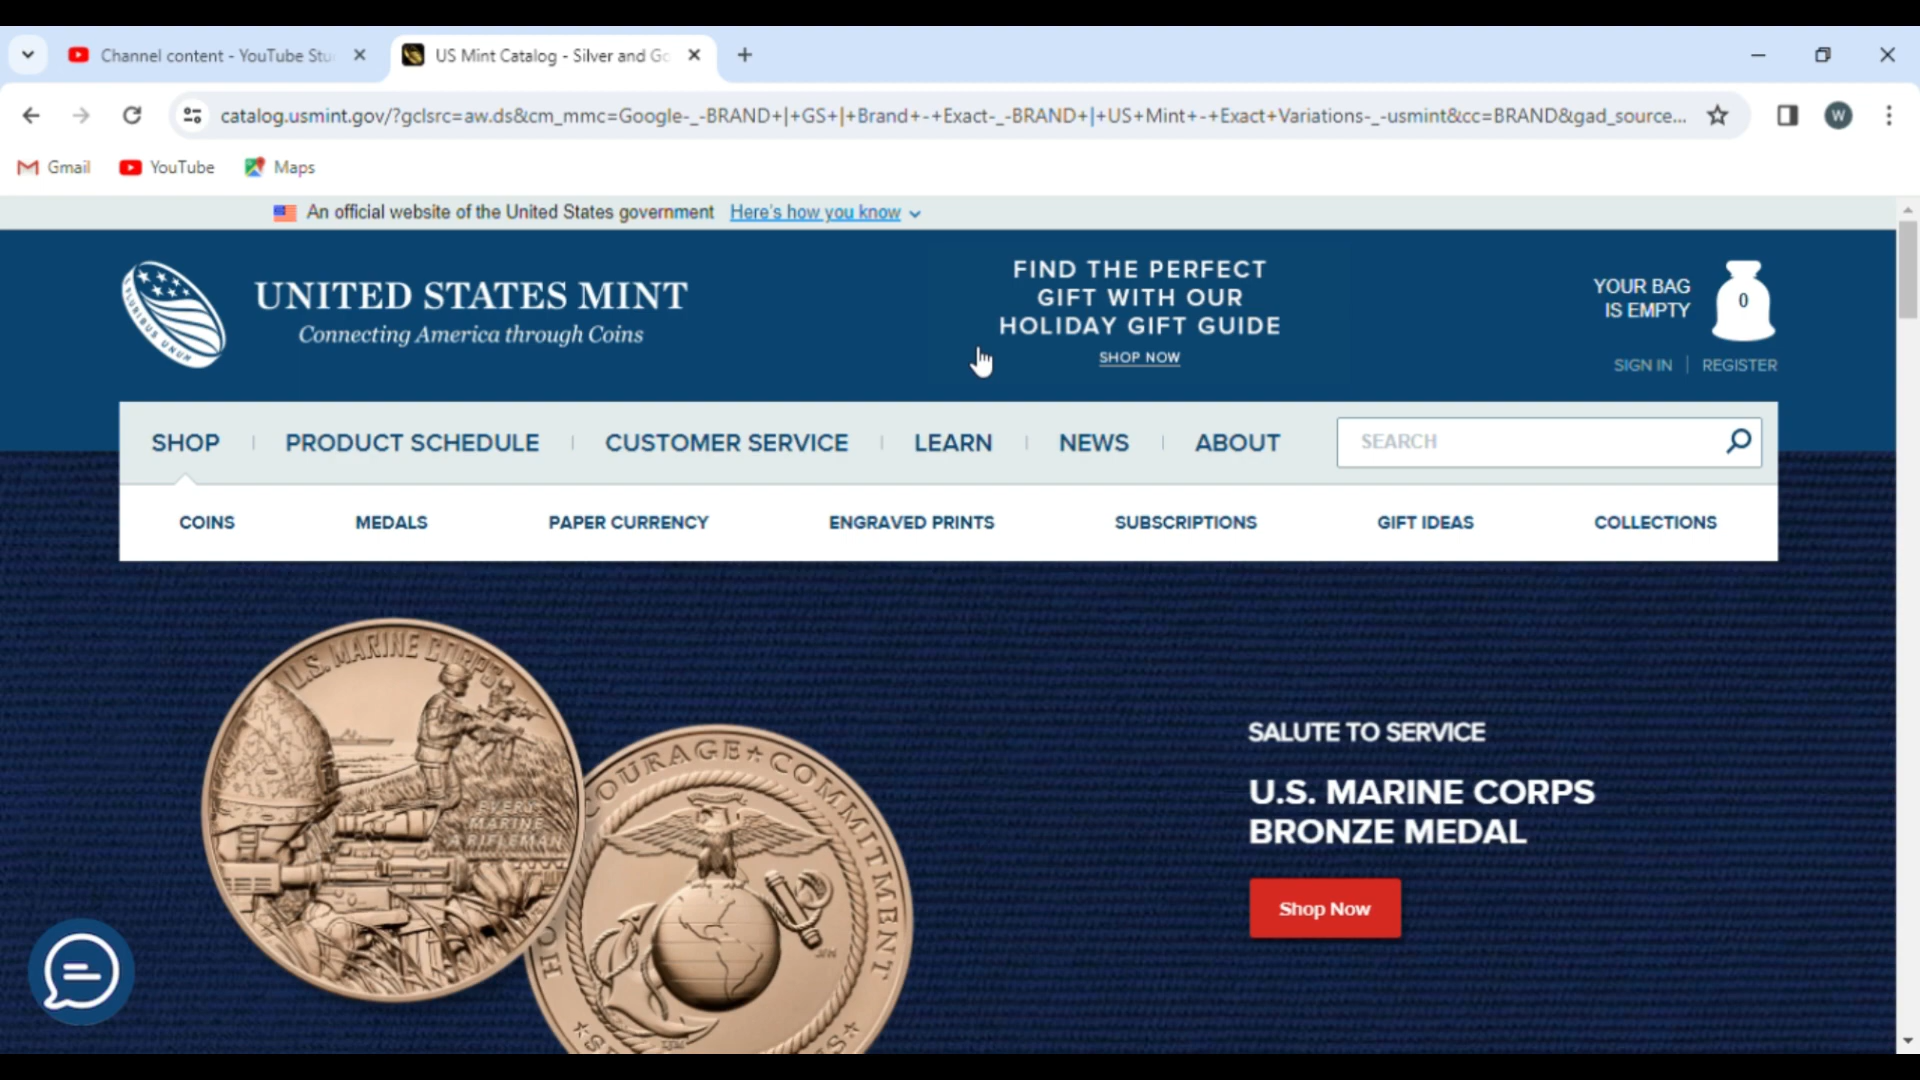 Channel content - YouTube Stu
US Mint Catalog - Silver and Go
catalog.usmint.gov/?gclsrc=aw.ds&cm_mmc=Google-_-BRAND+|+GS+|+Brand+-+Exact-_-BRAND+|+US+Mint+-+Exact+Variations-_-usmint&cc=BRAND&gad_source...
W
Gmail
YouTube
Maps
An official website of the United States government Here's how you know
UNITED STATES MINT
Connecting America through Coins
PLURIBUS UNUM
FIND THE PERFECT
GIFT WITH OUR
HOLIDAY GIFT GUIDE
SHOP NOW
YOUR BAG
IS EMPTY
0
SIGN IN | REGISTER
SHOP
PRODUCT SCHEDULE
CUSTOMER SERVICE
LEARN
NEWS
ABOUT
SEARCH
COINS
MEDALS
PAPER CURRENCY
ENGRAVED PRINTS
SUBSCRIPTIONS
GIFT IDEAS
COLLECTIONS
U.S. MARINE CORPS
EVERY
MARINE
A RIFLEMAN
COURAGE★COMMITMENT
SALUTE TO SERVICE
U.S. MARINE CORPS
BRONZE MEDAL
Shop Now